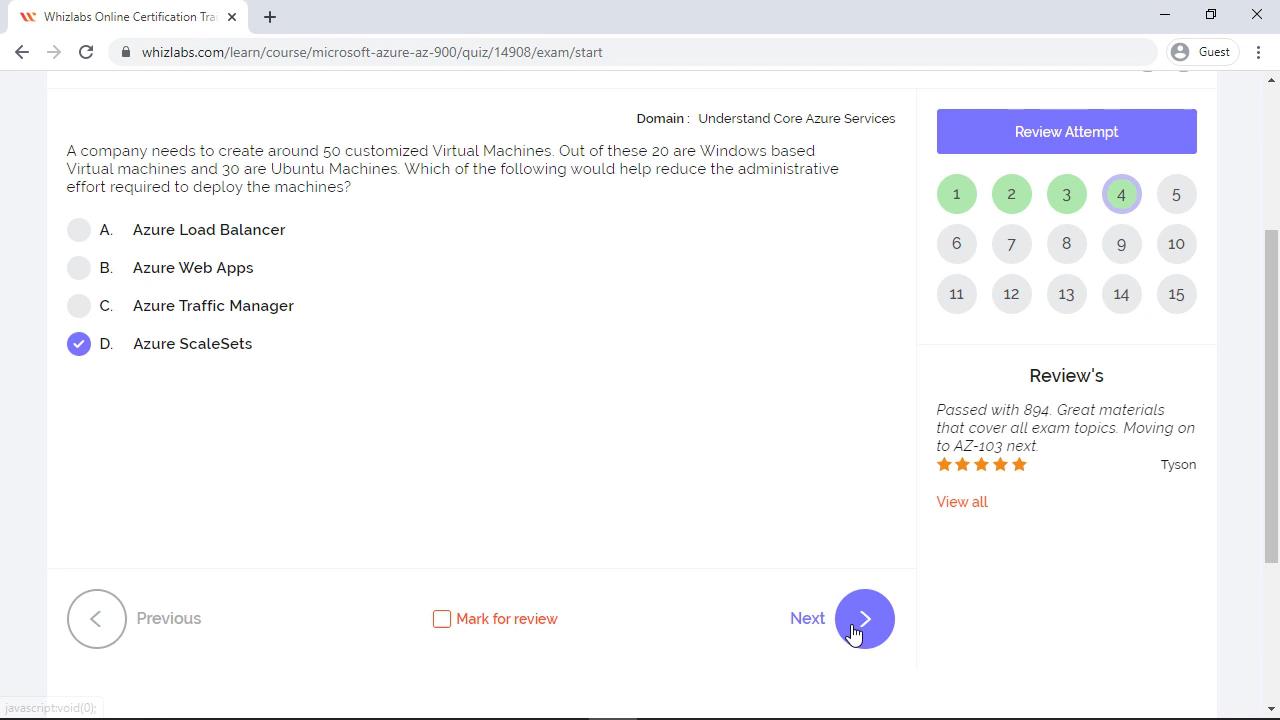 Whizlabs Online Certification Tra
whizlabs.com/learn/course/microsoft-azure-az-900/quiz/14908/exam/start
Guest
Domain : Understand Core Azure Services
A company needs to create around 50 customized Virtual Machines. Out of these 20 are Windows based
Virtual machines and 30 are Ubuntu Machines. Which of the following would help reduce the administrative
effort required to deploy the machines?
A. Azure Load Balancer
B. Azure Web Apps
C. Azure Traffic Manager
D. Azure ScaleSets
Previous
Mark for review
Next
Review Attempt
1 2 3 4 5
6 7 8 9 10
11 12 13 14 15
Review's
Passed with 894. Great materials
that cover all exam topics. Moving on
to AZ-103 next.
Tyson
View all
javascript:void(0);